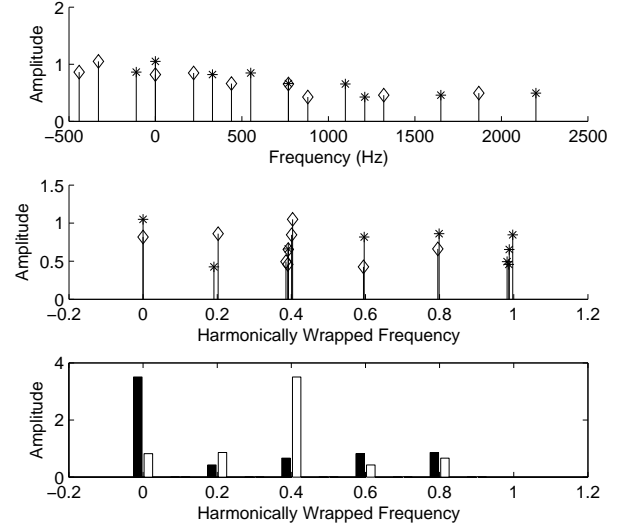 2
1
0
Amplitude
−500 0 500 1000 1500 2000 2500
Frequency (Hz)
1.5
1
0.5
0
Amplitude
−0.2 0 0.2 0.4 0.6 0.8 1 1.2
Harmonically Wrapped Frequency
4
2
0
Amplitude
−0.2 0 0.2 0.4 0.6 0.8 1 1.2
Harmonically Wrapped Frequency